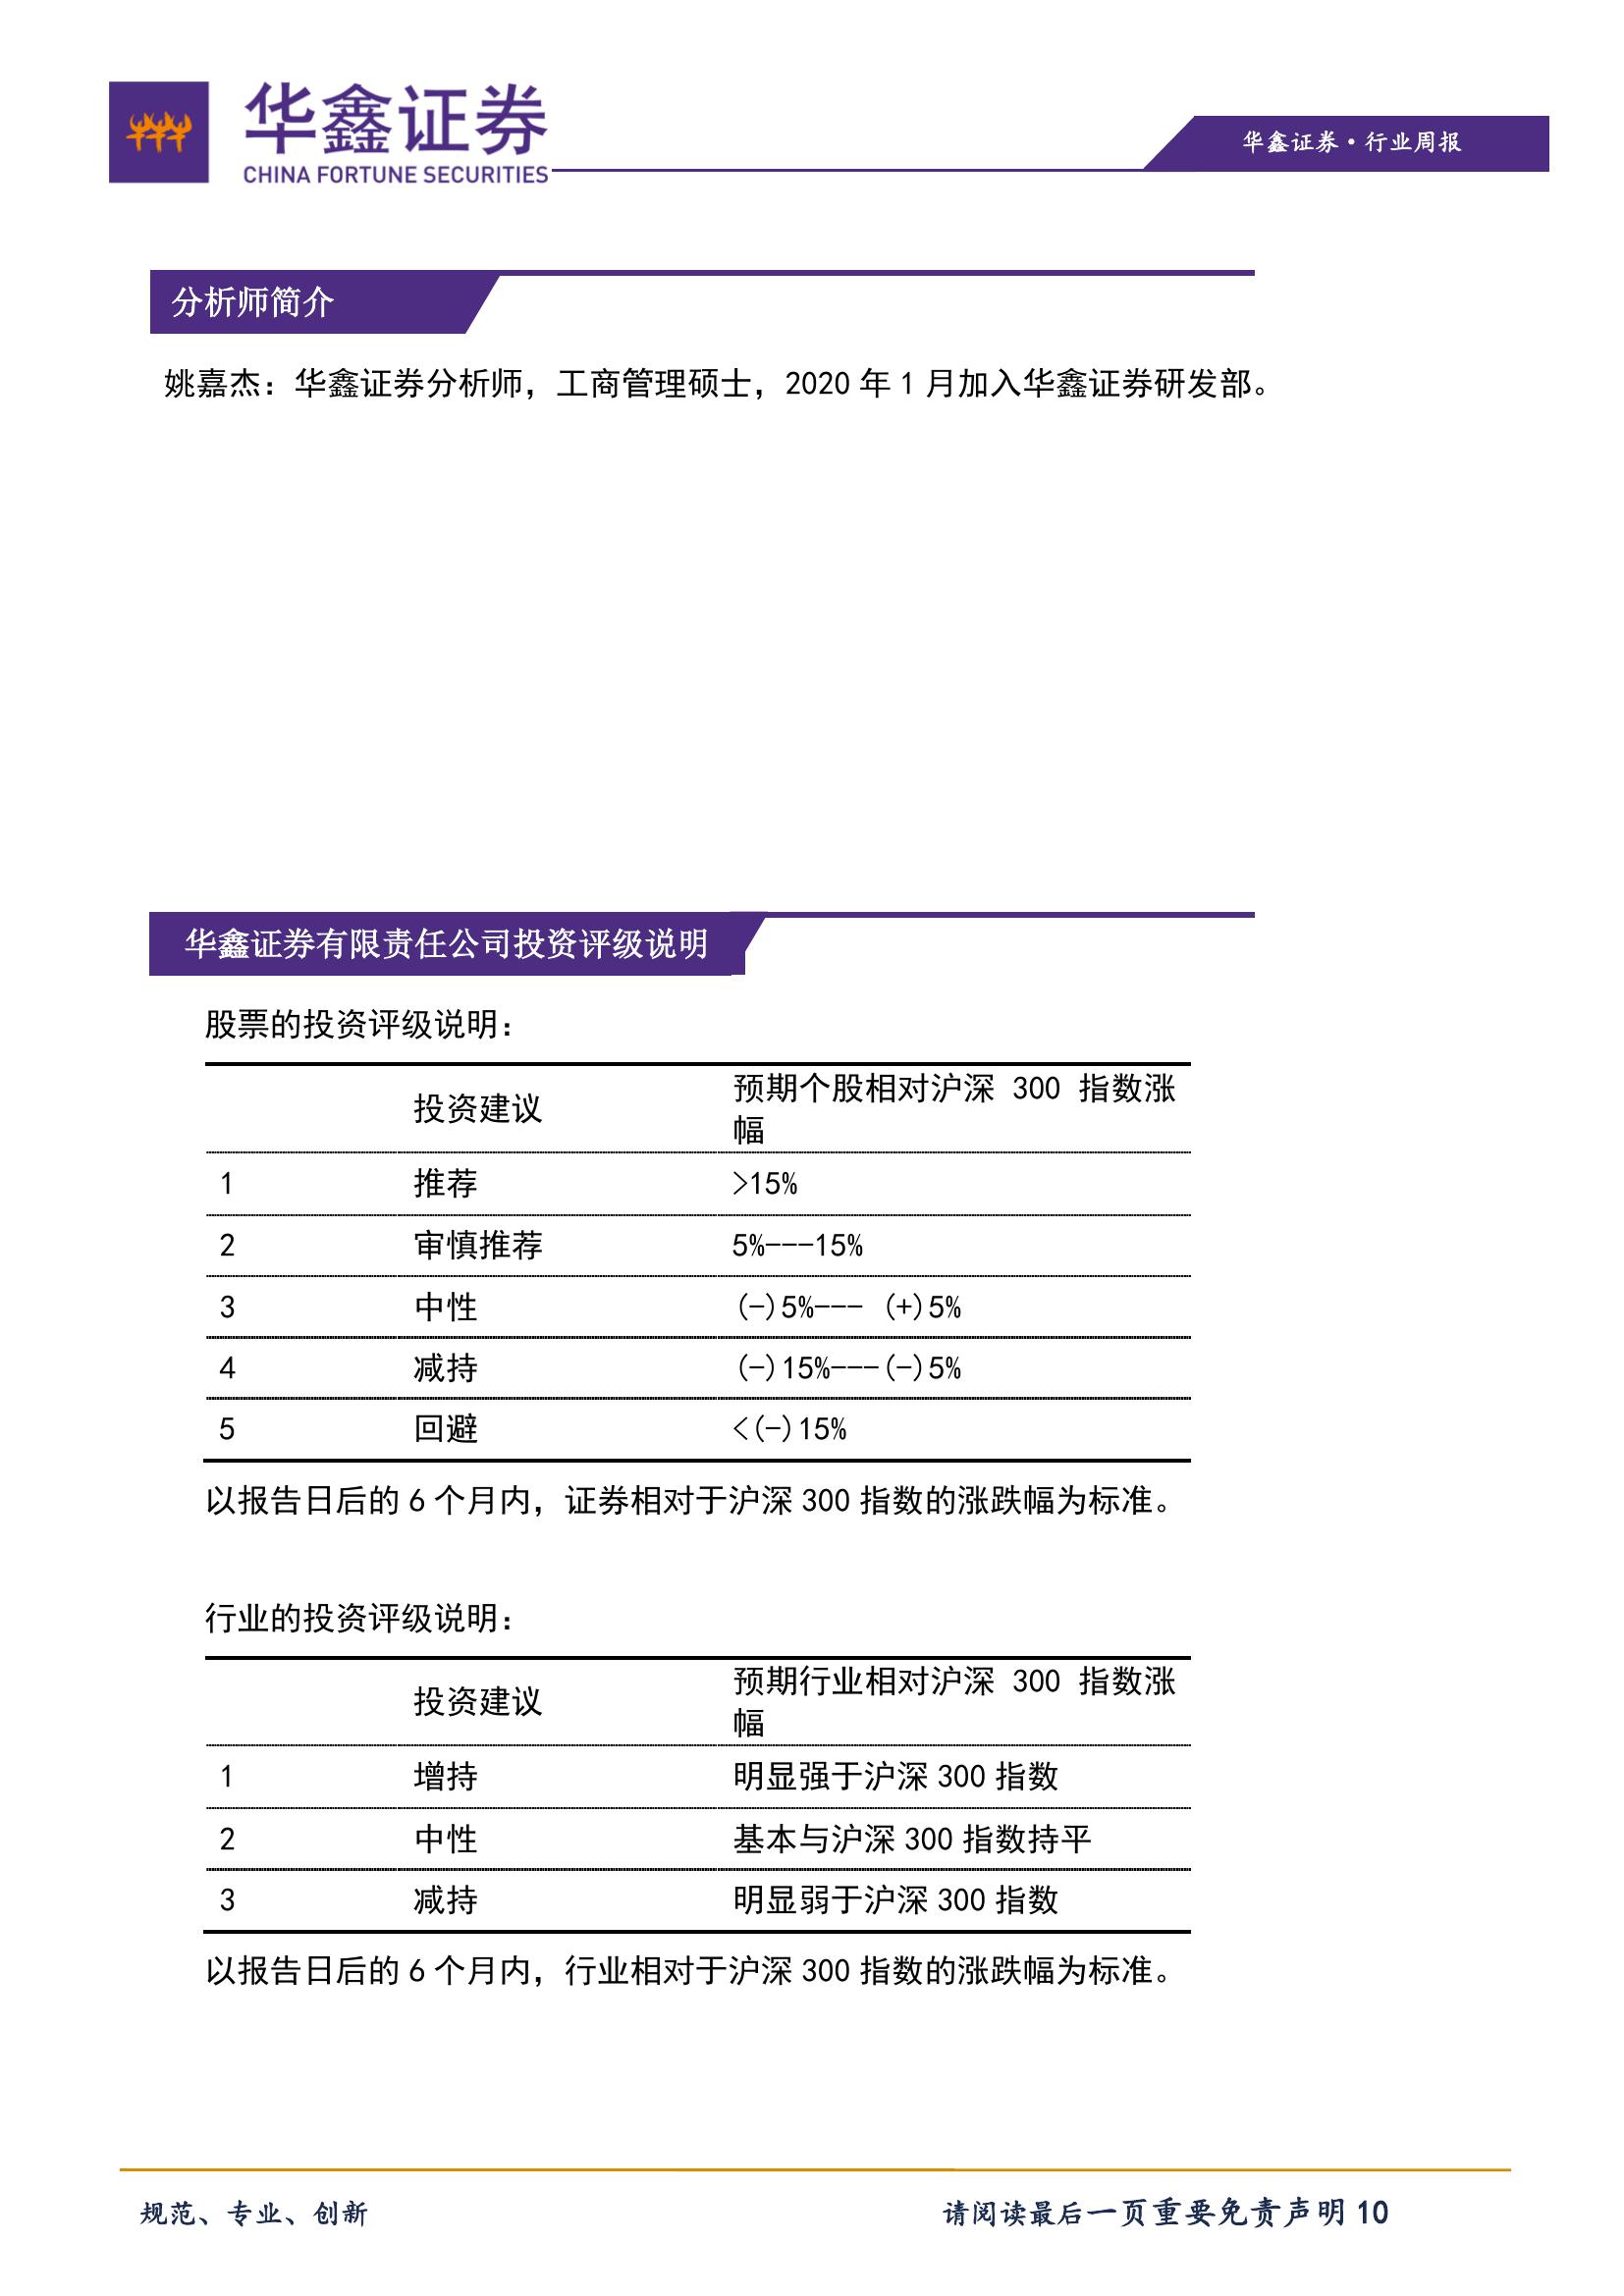 华鑫证券
CHINA FORTUNE SECURITIES
华鑫证券·行业周报
分析师简介
姚嘉杰：华鑫证券分析师，工商管理硕士，2020 年 1 月加入华鑫证券研发部。
华鑫证券有限责任公司投资评级说明
股票的投资评级说明：
投资建议 预期个股相对沪深 300 指数涨
幅
1 推荐 >15%
2 审慎推荐 5%---15%
3 中性 (-)5%--- (+)5%
4 减持 (-)15%---(-)5%
5 回避 <(-)15%
以报告日后的 6 个月内，证券相对于沪深 300 指数的涨跌幅为标准。
行业的投资评级说明：
投资建议 预期行业相对沪深 300 指数涨
幅
1 增持 明显强于沪深 300 指数
2 中性 基本与沪深 300 指数持平
3 减持 明显弱于沪深 300 指数
以报告日后的 6 个月内，行业相对于沪深 300 指数的涨跌幅为标准。
规范、专业、创新 请阅读最后一页重要免责声明 10